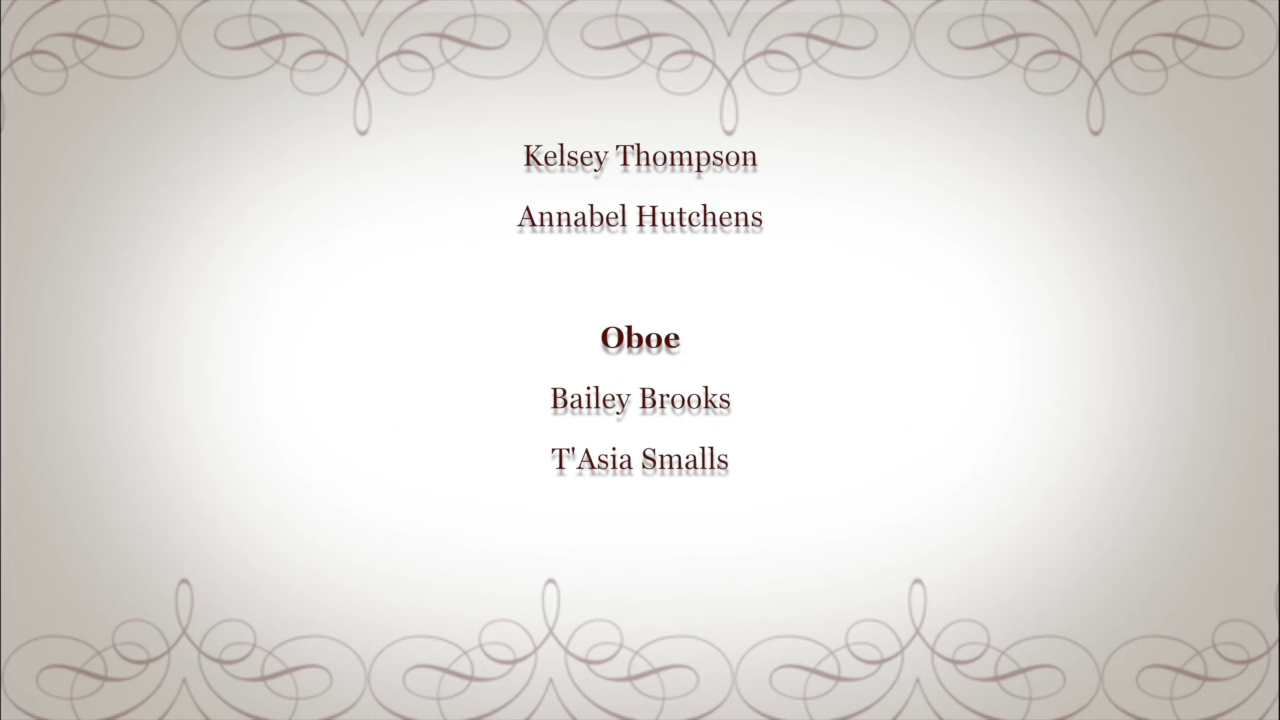 Kelsey Thompson
Annabel Hutchens
Oboe
Bailey Brooks
T'Asia Smalls